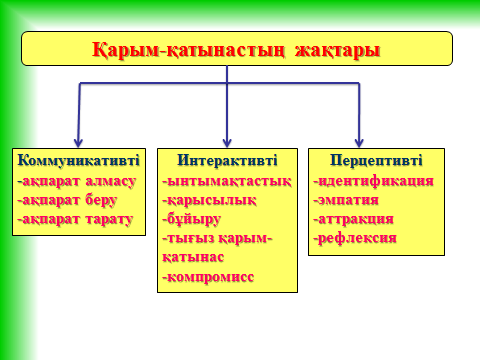 Қарым-қатынастың жақтары
Коммуникативті
-ақпарат алмасу
-ақпарат беру
-ақпарат тарату
Интерактивті
-ынтымақтастық
-қарысылық
-бұйыру
-тығыз қарым-
қатынас
-компромисс
Перцептивті
-идентификация
-эмпатия
-аттракция
-рефлексия